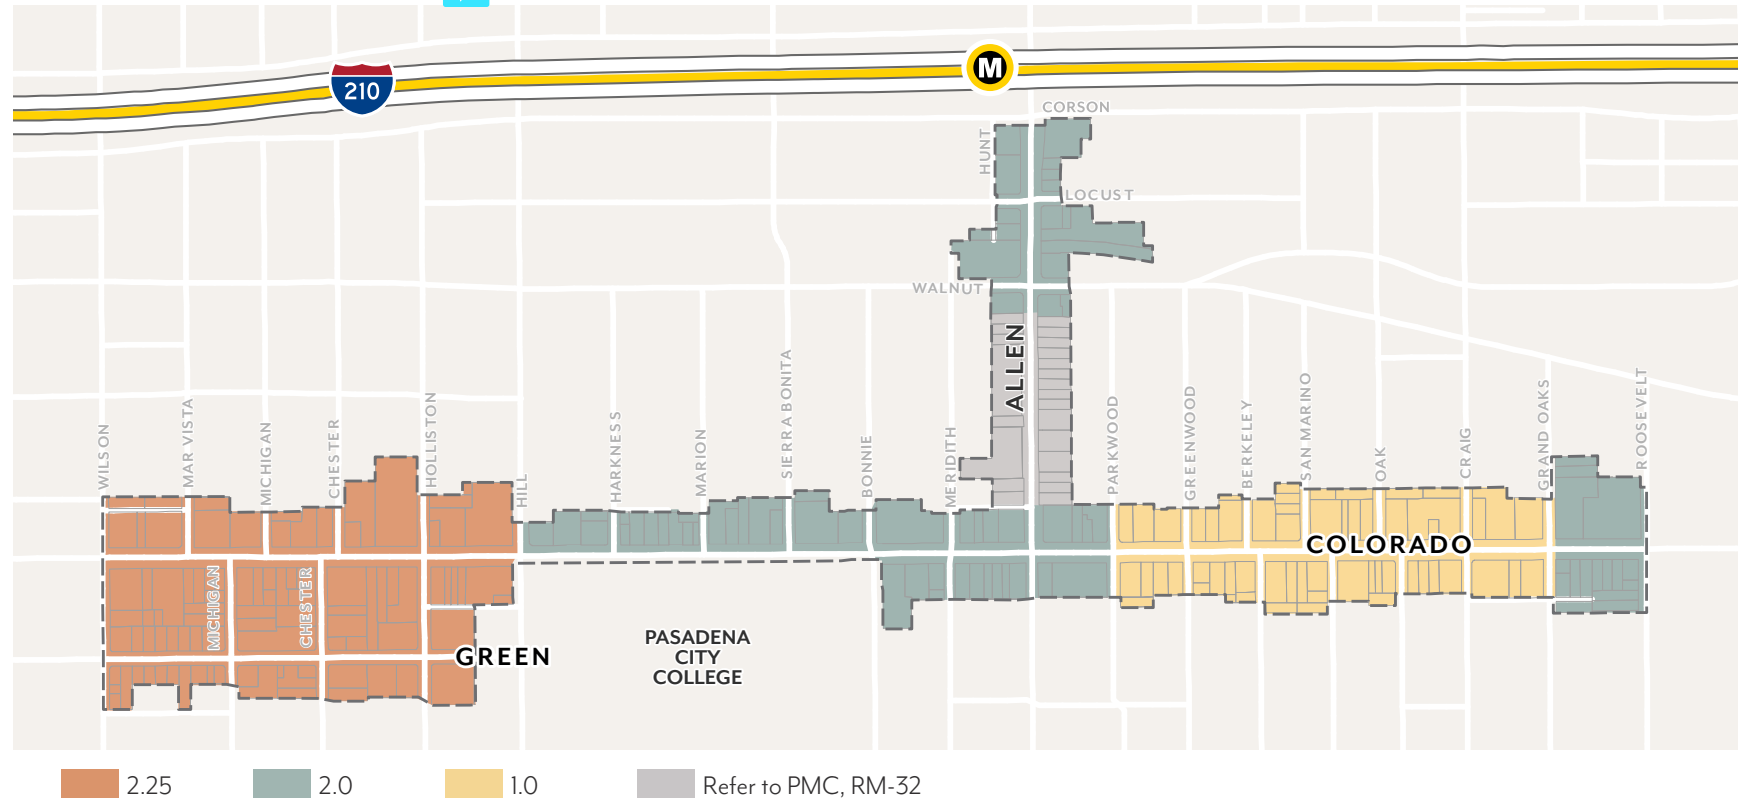 M
210
CORSON
HUNT
LOCUST
WALNUT
ALLEN
WILSON
MAR VISTA
MICHIGAN
CHESTER
HOLLISTON
HILL
HARKNESS
MARION
SIERRA BONITA
BONNIE
MERIDITH
PARKWOOD
GREENWOOD
BERKELEY
SAN MARINO
OAK
CRAIG
GRAND OAKS
ROOSEVELT
COLORADO
MICHIGAN
CHESTER
GREEN
PASADENA
CITY
COLLEGE
2.25
2.0
1.0
Refer to PMC, RM-32